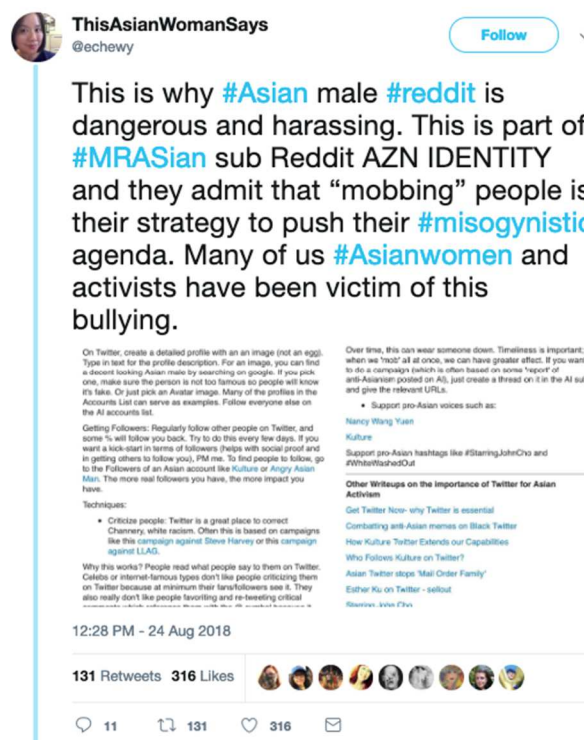 ThisAsianWomanSays
@echewy
Follow
This is why #Asian male #reddit is
dangerous and harassing. This is part of
#MRASian sub Reddit AZN IDENTITY
and they admit that “mobbing” people is
their strategy to push their #misogynistic
agenda. Many of us #Asianwomen and
activists have been victim of this
bullying.
On Twitter, create a detailed profile with an an image (not an egg).
Type in text for the profile description. For an image, you can find
a decent looking Asian male by searching on google. If you pick
one, make sure the person is not too famous so people will know
it's fake. Or just pick an Avatar image. Many of the profiles in the
Accounts List can serve as examples. Follow everyone else on
the AI accounts list.
Getting Followers: Regularly follow other people on Twitter, and
some % will follow you back. Try to do this every few days. If you
want a kick-start in terms of followers (helps with social proof and
in getting others to follow you), PM me. To find people to follow, go
to the Followers of an Asian account like Kulture or Angry Asian
Man. The more real followers you have, the more impact you
have.
Techniques:
• Criticize people: Twitter is a great place to correct
Channery, white racism. Often this is based on campaigns
like this campaign against Steve Harvey or this campaign
against LLAG.
Why this works? People read what people say to them on Twitter.
Celebs or internet-famous types don't like people criticizing them
on Twitter because at minimum their fans/followers see it. They
also really don't like people favoriting and re-tweeting critical
Over time, this can wear someone down. Timeliness is important;
when we 'mob' all at once, we can have greater effect. If you want
to do a campaign (which is often based on some 'report' of
anti-Asianism posted on AI), just create a thread on it in the AI sub
and give the relevant URLs.
• Support pro-Asian voices such as:
Nancy Wang Yuen
Kulture
Support pro-Asian hashtags like #StarringJohnCho and
#WhiteWashedOut
Other Writeups on the importance of Twitter for Asian
Activism
Get Twitter Now- why Twitter is essential
Combatting anti-Asian memes on Black Twitter
How Kulture Twitter Extends our Capabilities
Who Follows Kulture on Twitter?
Asian Twitter stops 'Mail Order Family'
Esther Ku on Twitter - sellout
Starring John Cho
12:28 PM - 24 Aug 2018
131 Retweets 316 Likes
11 131 316